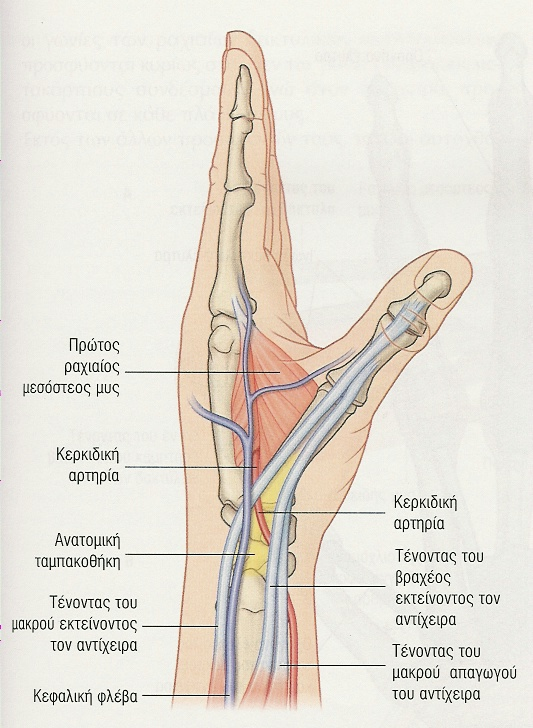 Πρώτος
ραχιαίος
μεσόστεος μυς
Κερκιδική
αρτηρία
Ανατομική
ταμπακοθήκη
Τένοντας του
μακρού εκτείνοντος
τον αντίχειρα
Κεφαλική φλέβα
Κερκιδική
αρτηρία
Τένοντας του
βραχέος
εκτείνοντος τον
αντίχειρα
Τένοντας του
μακρού απαγωγού
του αντίχειρα